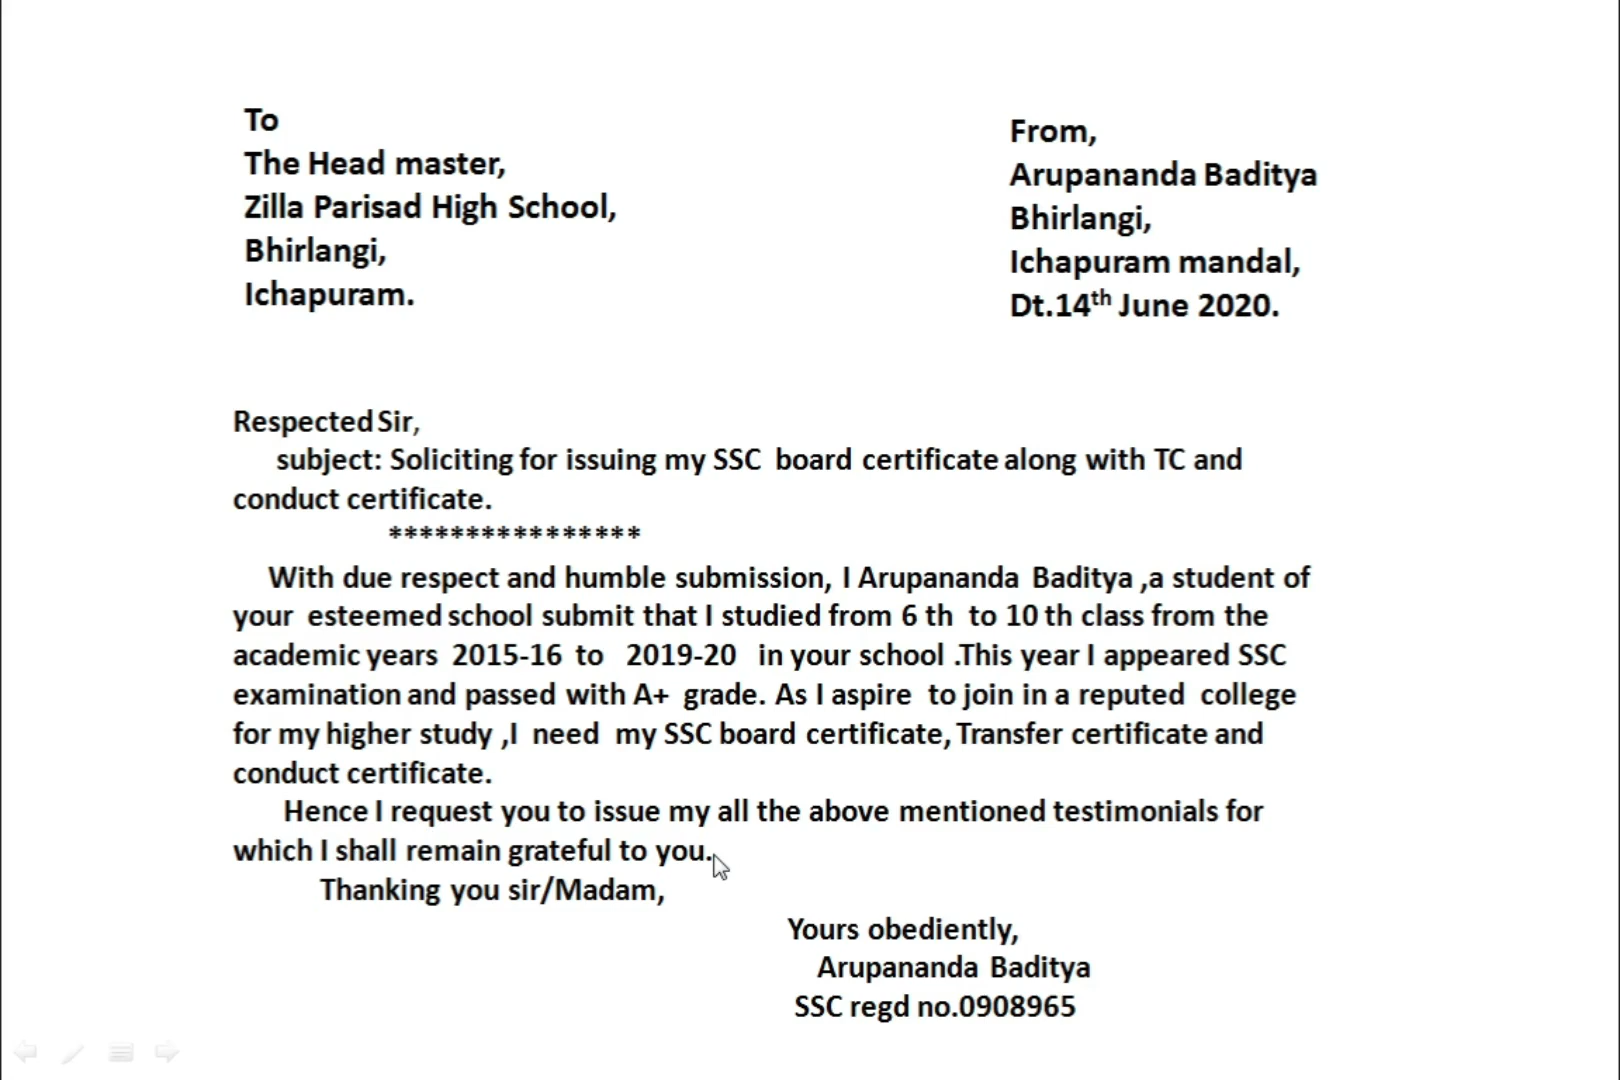 To
The Head master,
Zilla Parisad High School,
Bhirlangi,
Ichapuram.
From,
Arupananda Baditya
Bhirlangi,
Ichapuram mandal,
Dt.14th June 2020.
Respected Sir,
subject: Soliciting for issuing my SSC board certificate along with TC and
conduct certificate.
****************
With due respect and humble submission, I Arupananda Baditya ,a student of
your esteemed school submit that I studied from 6 th to 10 th class from the
academic years 2015-16 to 2019-20 in your school .This year I appeared SSC
examination and passed with A+ grade. As I aspire to join in a reputed college
for my higher study ,I need my SSC board certificate, Transfer certificate and
conduct certificate.
Hence I request you to issue my all the above mentioned testimonials for
which I shall remain grateful to you.
Thanking you sir/Madam,
Yours obediently,
Arupananda Baditya
SSC regd no.0908965